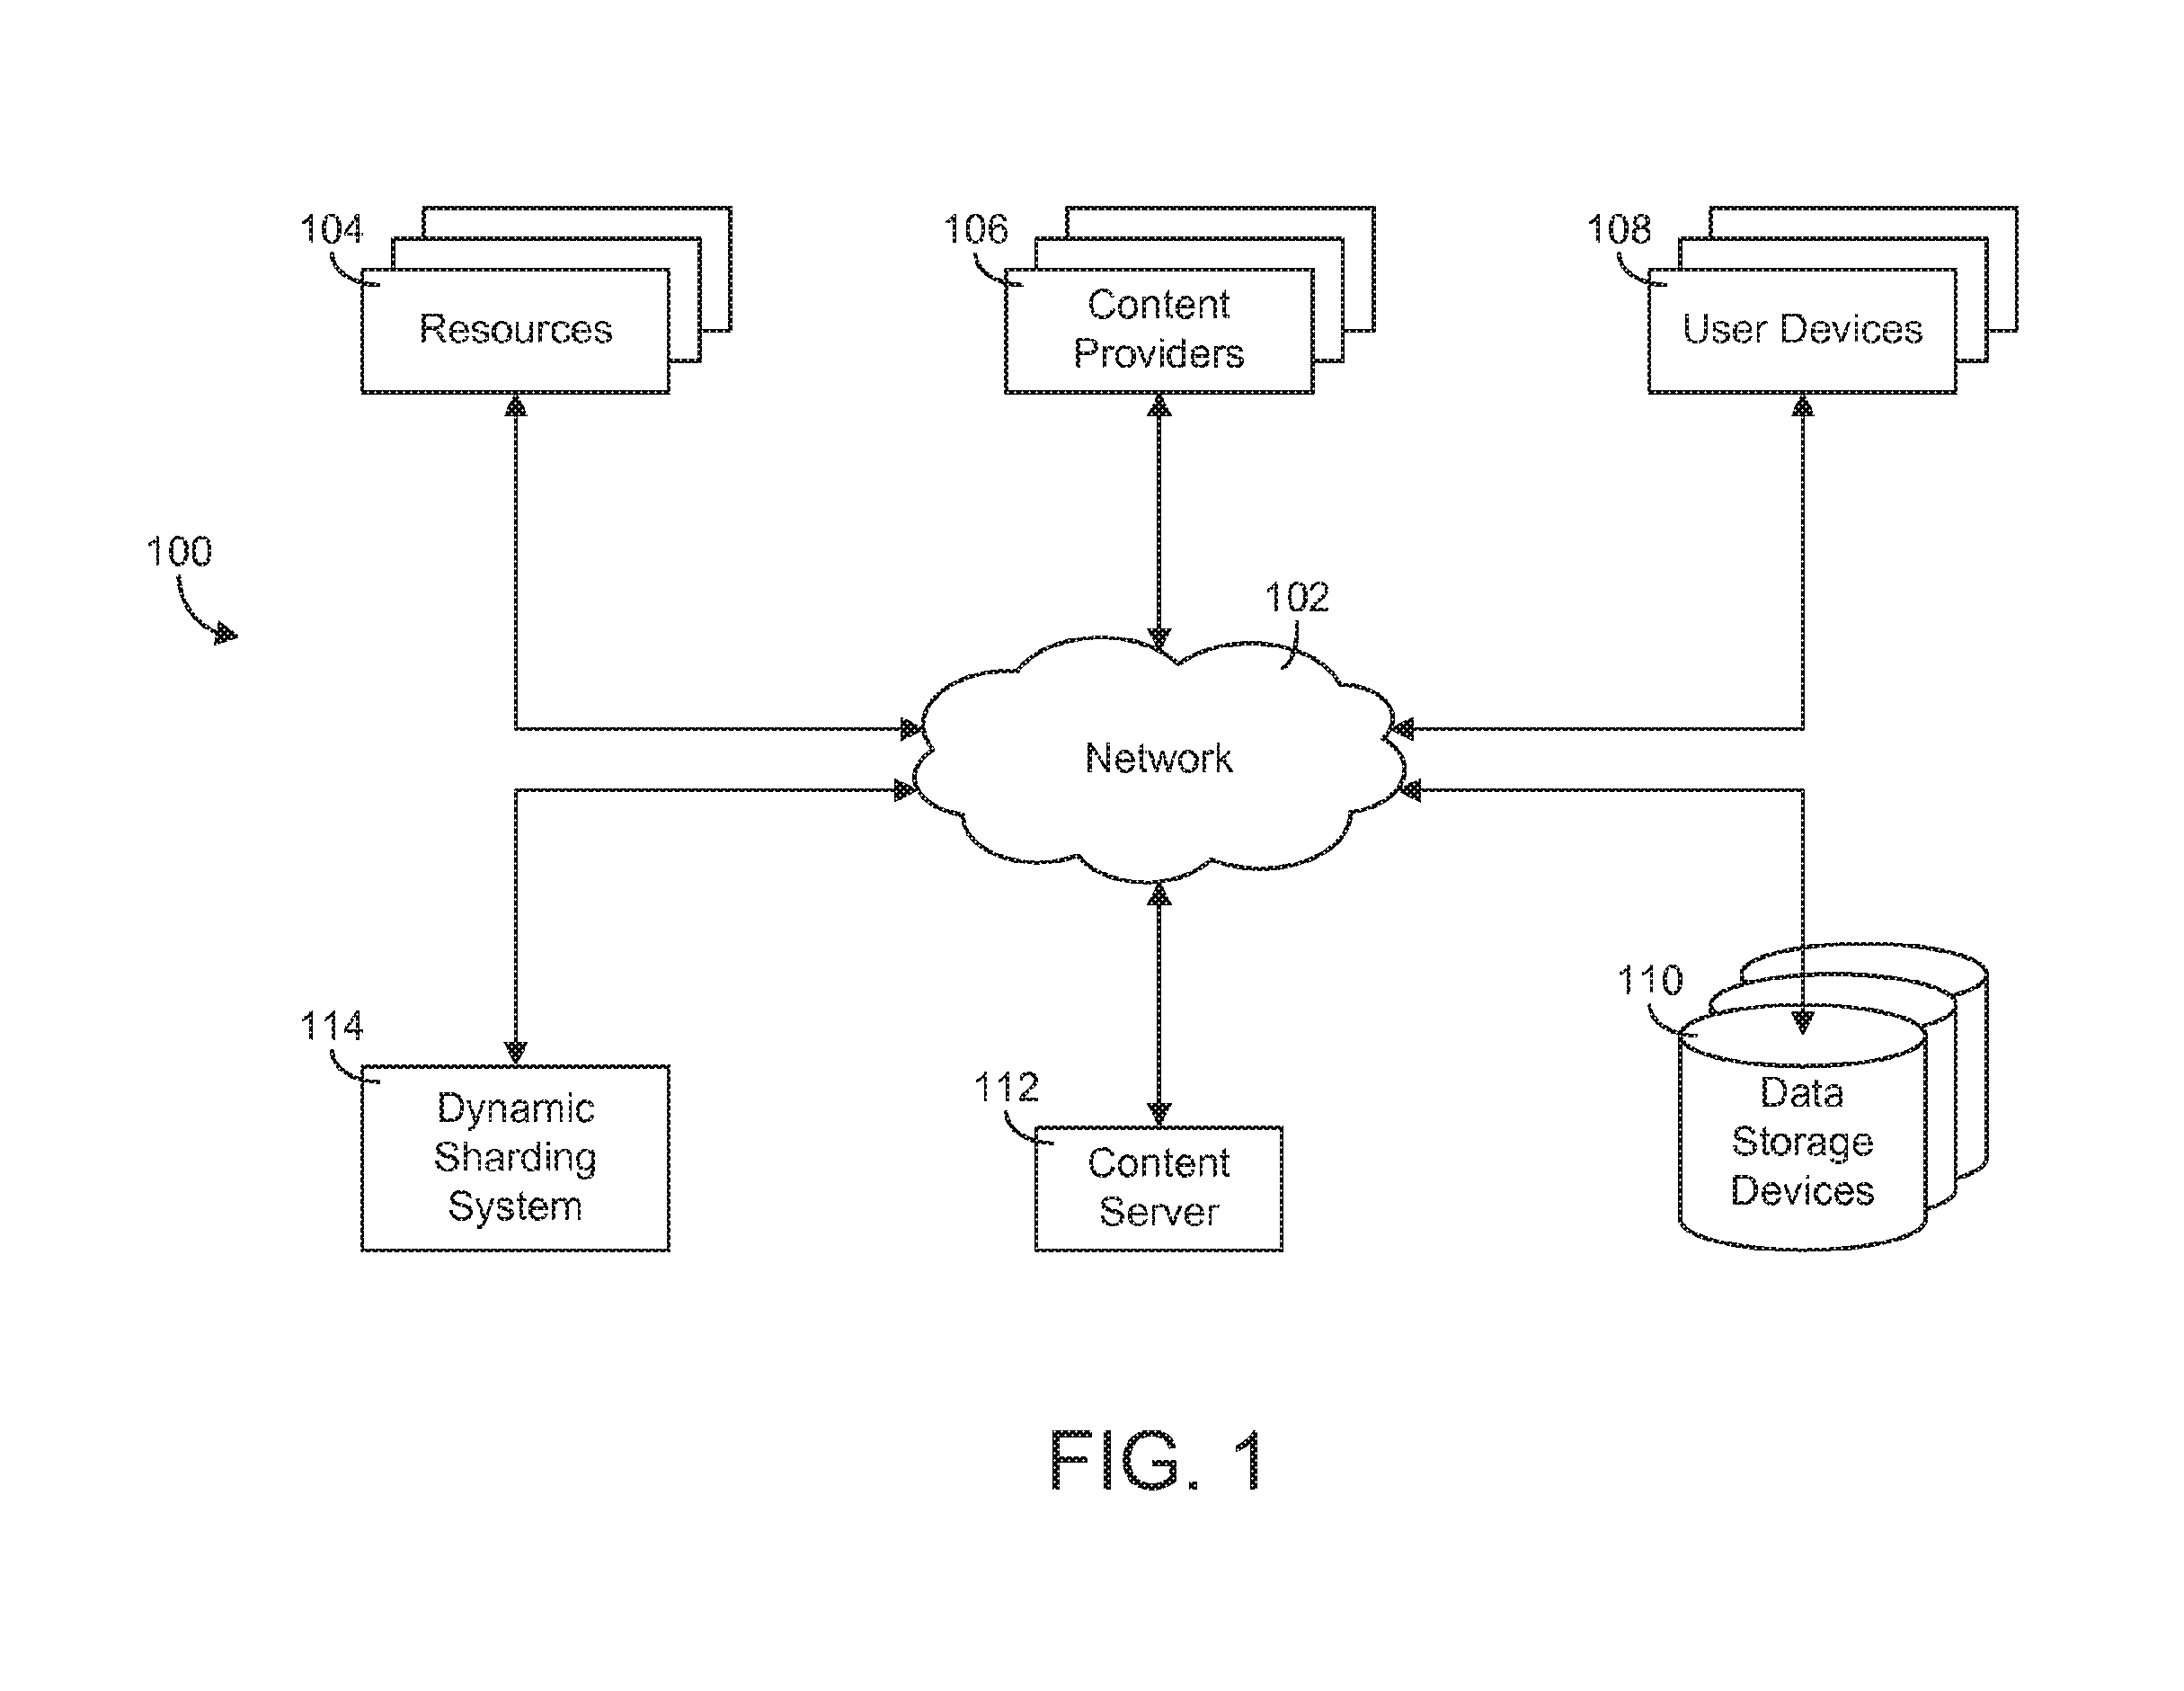 104
Resources
106
Content
Providers
108
User Devices
100
102
Network
114
Dynamic
Sharding
System
112
Content
Server
110
Data
Storage
Devices
FIG. 1